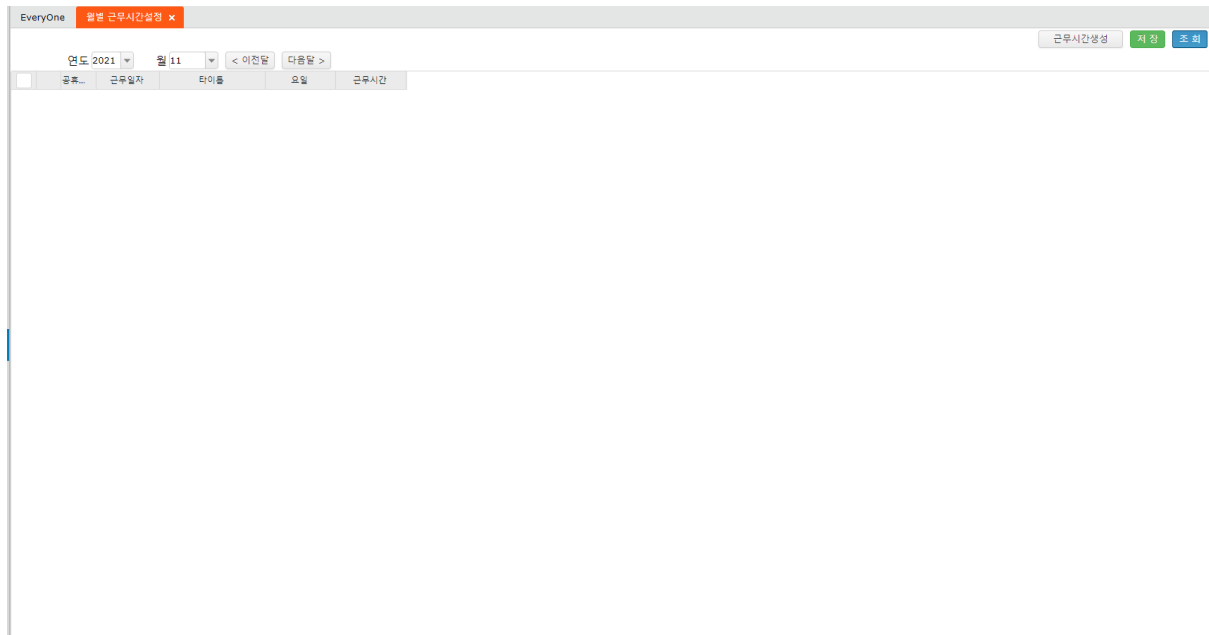 EveryOne 월별 근무시간설정 ×
근무시간생성 저 장 조 회
연도 2021 월 11 < 이전달 다음달 >
공휴... 근무일자 타이틀 요일 근무시간